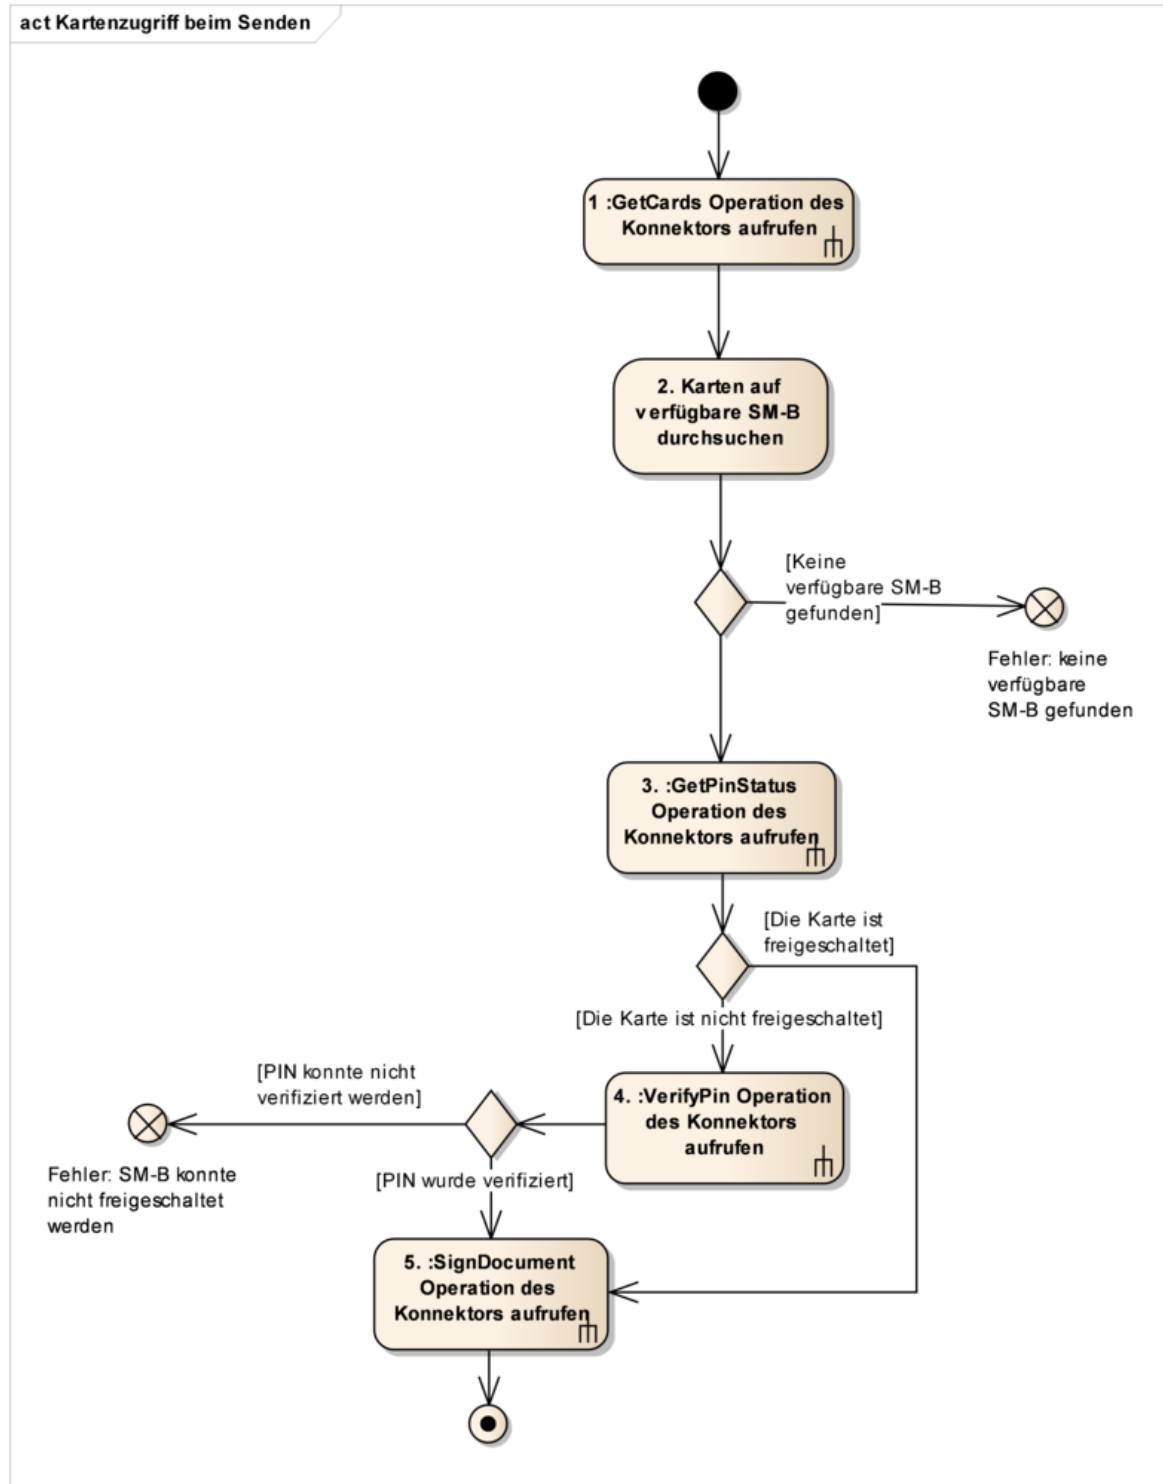 act Kartenzugriff beim Senden
1 :GetCards Operation des
Konnektors aufrufen
2. Karten auf
verfügbare SM-B
durchsuchen
[Keine
verfügbare SM-B
gefunden]
Fehler: keine
verfügbare
SM-B gefunden
3. :GetPinStatus
Operation des
Konnektors aufrufen
[Die Karte ist
freigeschaltet]
[Die Karte ist nicht freigeschaltet]
[PIN konnte nicht
verifiziert werden]
4. :VerifyPin Operation
des Konnektors
aufrufen
Fehler: SM-B konnte
nicht freigeschaltet
werden
[PIN wurde verifiziert]
5. :SignDocument
Operation des
Konnektors aufrufen